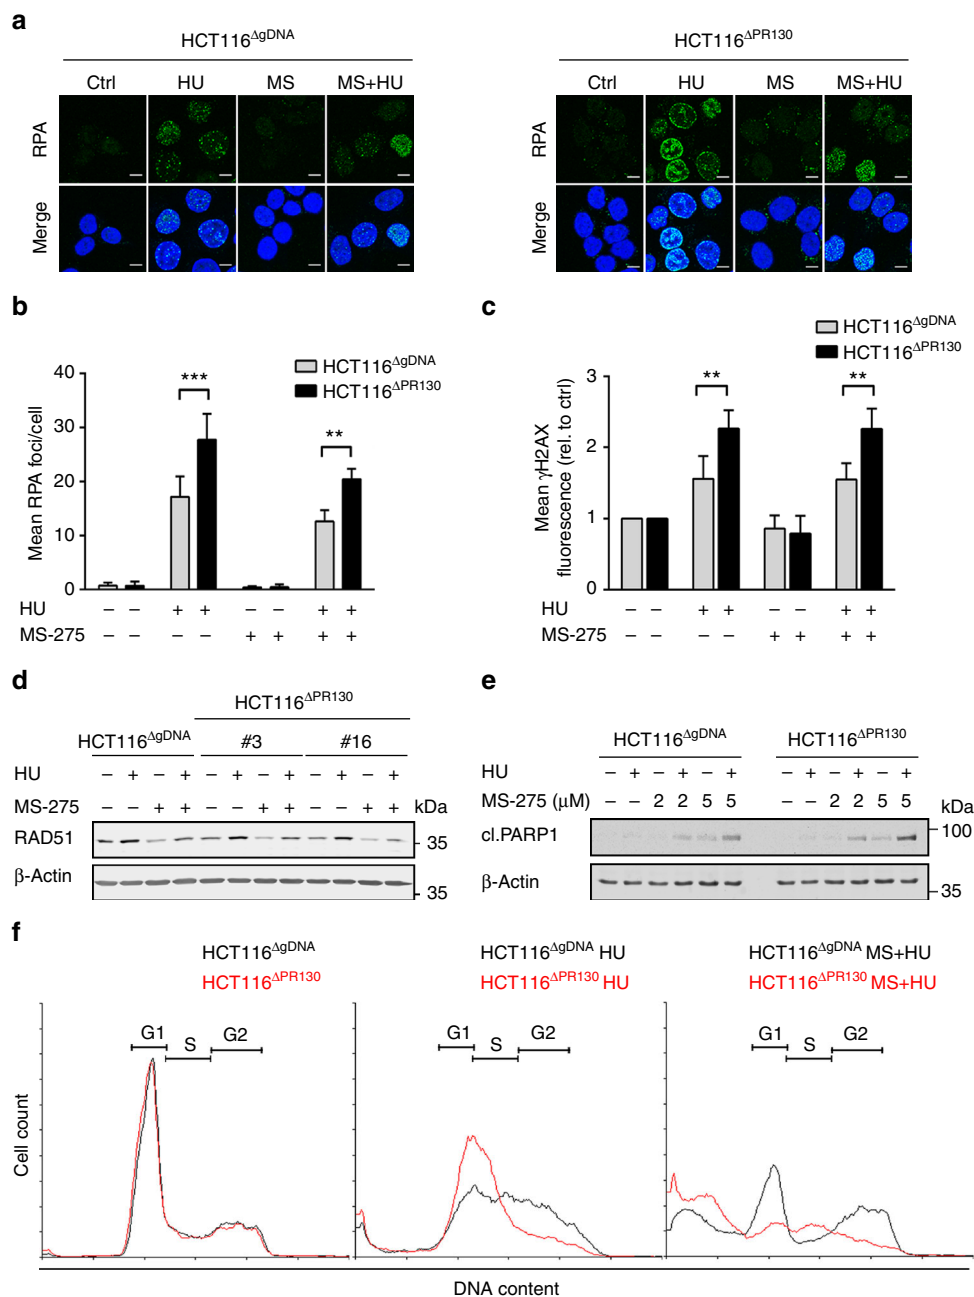 a
HCT116ΔgDNA HCT116ΔPR130
Ctrl HU MS MS+HU Ctrl HU MS MS+HU
RPA RPA
Merge Merge
b
HCT116ΔgDNA
HCT116ΔPR130
Mean RPA foci/cell
40
30
20
10
0
*** **
HU – – + + – – + +
MS-275 – – – – + + + +
c
HCT116ΔgDNA
HCT116ΔPR130
Mean γH2AX
fluorescence (rel. to ctrl)
3
2
1
0
** **
HU – – + + – – + +
MS-275 – – – – + + + +
d
HCT116ΔPR130
HCT116ΔgDNA #3 #16
HU – + – + – + – + – + – +
MS-275 – – + + – – + + – – + + kDa
RAD51 35
β-Actin 35
e
HCT116ΔgDNA HCT116ΔPR130
HU – + – + – + – + – + – +
MS-275 (μM) – – 2 2 5 5 – – 2 2 5 5 kDa
cl.PARP1 100
β-Actin 35
f
HCT116ΔgDNA HCT116ΔgDNA HU HCT116ΔgDNA MS+HU
HCT116ΔPR130 HCT116ΔPR130 HU HCT116ΔPR130 MS+HU
G1 S G2 G1 S G2 G1 S G2
Cell count
DNA content